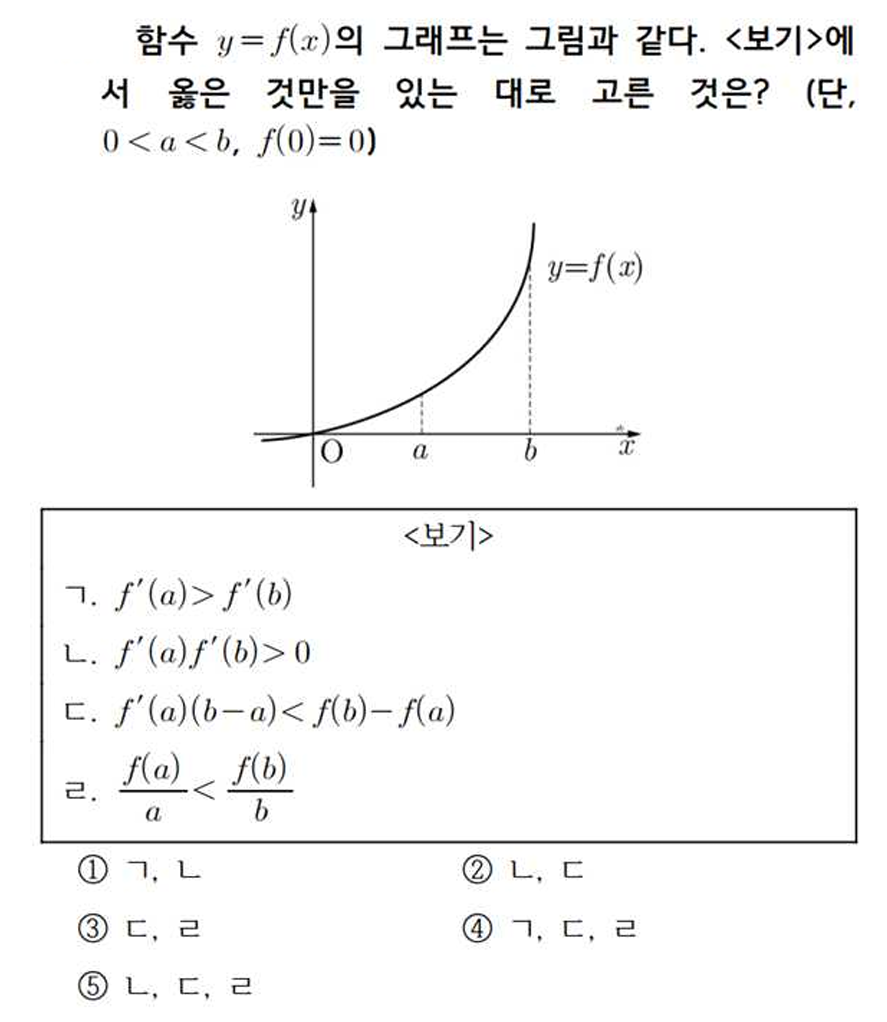 함수 y=f(x)의 그래프는 그림과 같다. <보기>에
서 옳은 것만을 있는 대로 고른 것은? (단,
0<a<b, f(0)=0)
y
y=f(x)
O a b x
<보기>
ㄱ. f′(a)>f′(b)
ㄴ. f′(a)f′(b)>0
ㄷ. f′(a)(b−a)<f(b)−f(a)
ㄹ. f(a)/a < f(b)/b
① ㄱ, ㄴ ② ㄴ, ㄷ
③ ㄷ, ㄹ ④ ㄱ, ㄷ, ㄹ
⑤ ㄴ, ㄷ, ㄹ